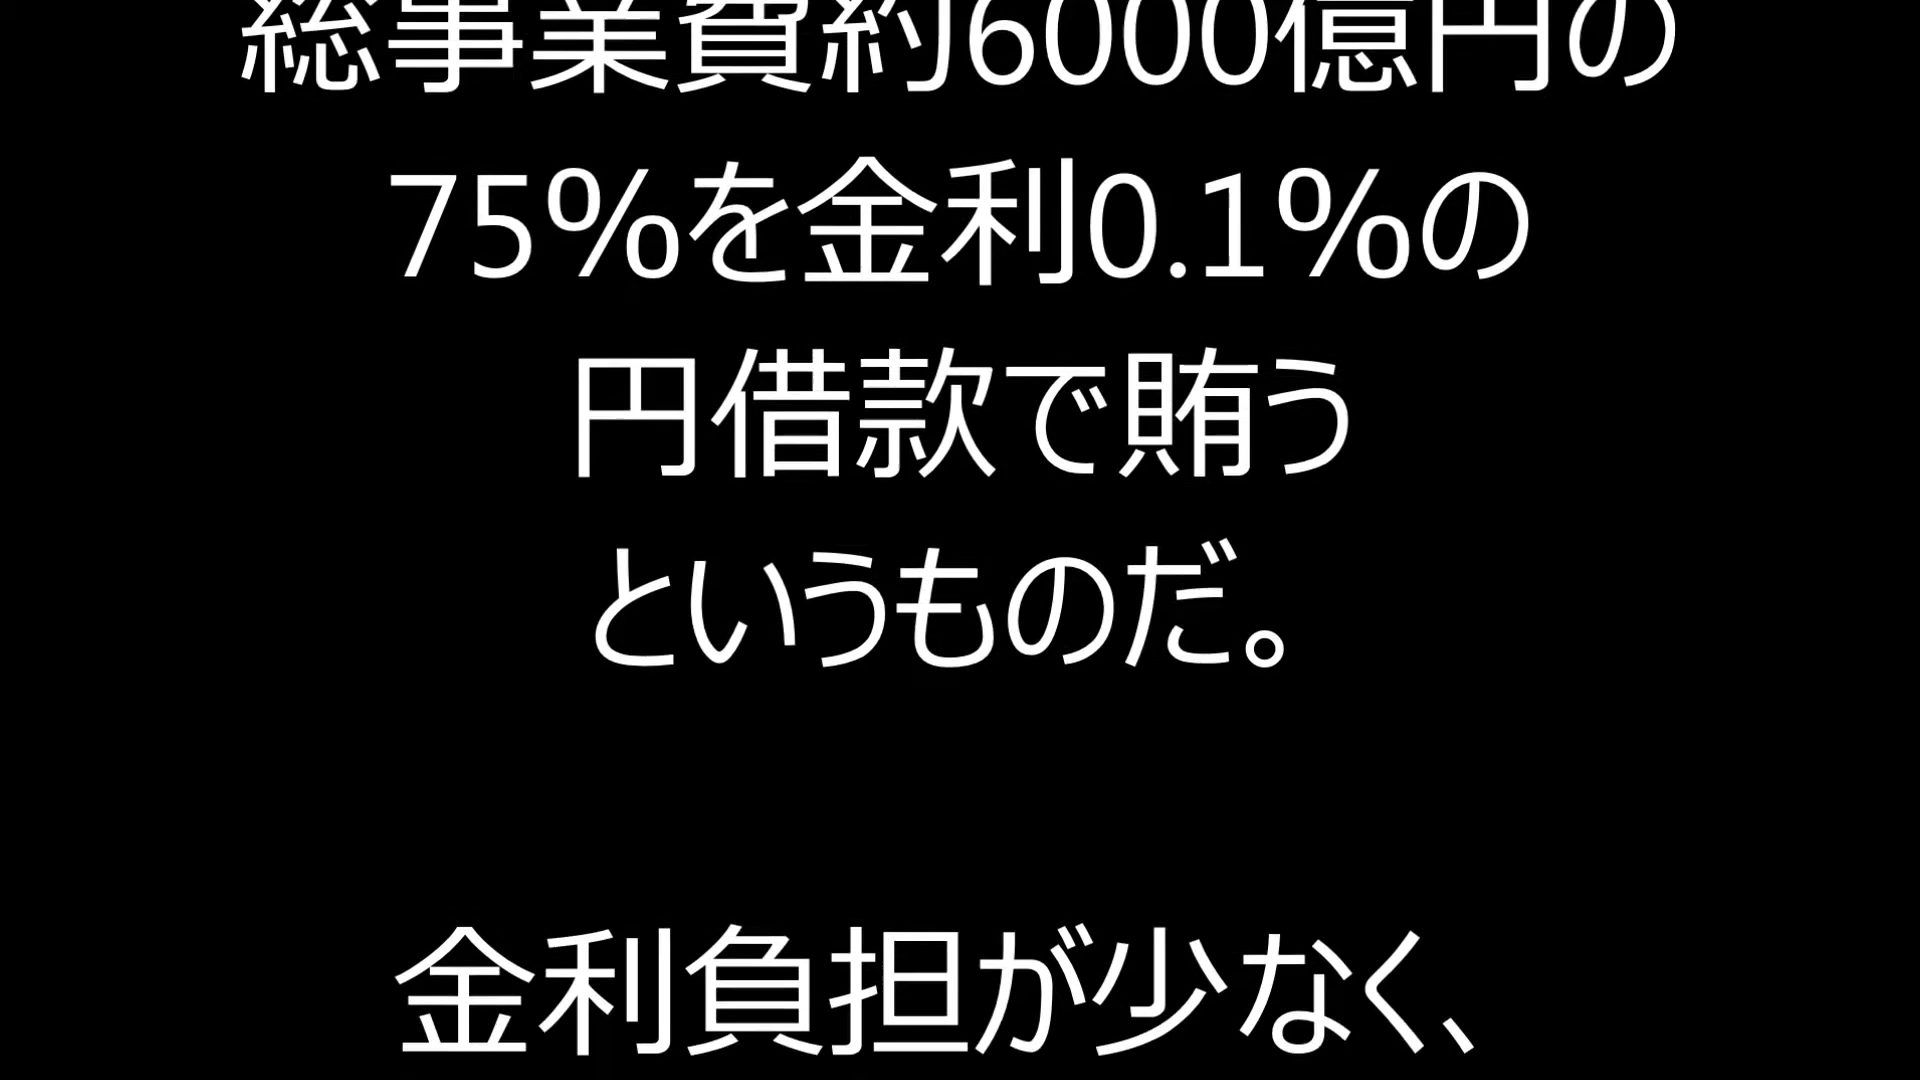 総事業費約6000億円の
75%を金利0.1%の
円借款で賄う
というものだ。
金利負担が少なく、